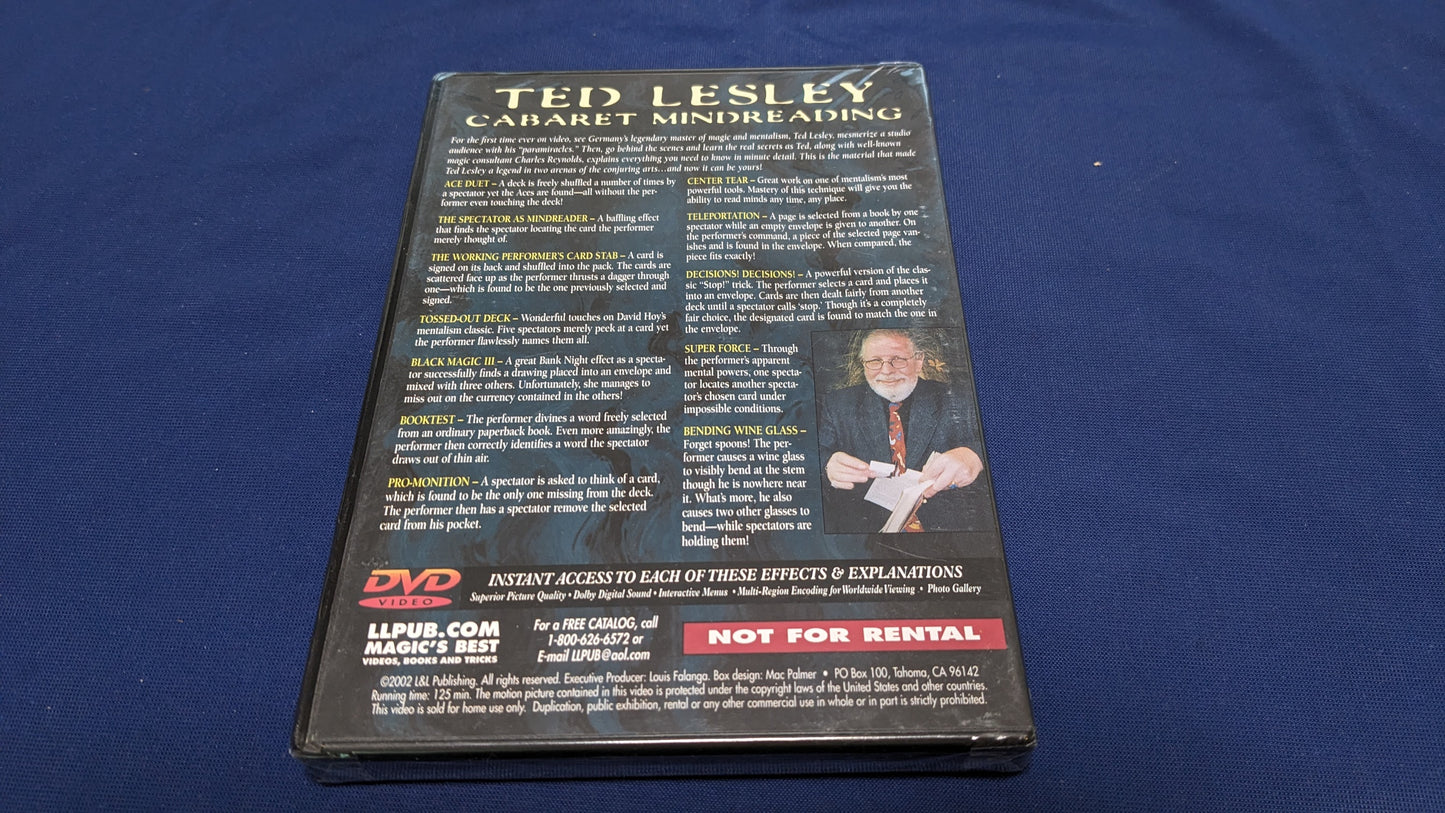 TED LESLEY
CABARET MINDREADING
For the first time ever on video, see Germany's legendary master of magic and mentalism, Ted Lesley, mesmerize a studio
audience with his "paramiracles." Then, go behind the scenes and learn the real secrets as Ted, along with well-known
magic consultant Charles Reynolds, explains everything you need to know in minute detail. This is the material that made
Ted Lesley a legend in two arenas of the conjuring arts...and now it can be yours!
ACE DUET – A deck is freely shuffled a number of times by
a spectator yet the Aces are found—all without the per-
former even touching the deck!
THE SPECTATOR AS MINDREADER – A baffling effect
that finds the spectator locating the card the performer
merely thought of.
THE WORKING PERFORMER'S CARD STAB – A card is
signed on its back and shuffled into the pack. The cards are
scattered face up as the performer thrusts a dagger through
one—which is found to be the one previously selected and
signed.
TOSSED-OUT DECK – Wonderful touches on David Hoy's
mentalism classic. Five spectators merely peek at a card yet
the performer flawlessly names them all.
BLACK MAGIC III – A great Bank Night effect as a specta-
tor successfully finds a drawing placed into an envelope and
mixed with three others. Unfortunately, she manages to
miss out on the currency contained in the others!
BOOKTEST – The performer divines a word freely selected
from an ordinary paperback book. Even more amazingly, the
performer then correctly identifies a word the spectator
draws out of thin air.
PRO-MONITION – A spectator is asked to think of a card,
which is found to be the only one missing from the deck.
The performer then has a spectator remove the selected
card from his pocket.
CENTER TEAR – Great work on one of mentalism's most
powerful tools. Mastery of this technique will give you the
ability to read minds any time, any place.
TELEPORTATION – A page is selected from a book by one
spectator while an empty envelope is given to another. On
the performer's command, a piece of the selected page van-
ishes and is found in the envelope. When compared, the
piece fits exactly!
DECISIONS! DECISIONS! – A powerful version of the clas-
sic "Stop!" trick. The performer selects a card and places it
into an envelope. Cards are then dealt fairly from another
deck until a spectator calls 'stop.' Though it's a completely
fair choice, the designated card is found to match the one in
the envelope.
SUPER FORCE – Through
the performer's apparent
mental powers, one specta-
tor locates another specta-
tor's chosen card under
impossible conditions.
BENDING WINE GLASS –
Forget spoons! The per-
former causes a wine glass
to visibly bend at the stem
though he is nowhere near
it. What's more, he also
causes two other glasses to
bend—while spectators are
holding them!
DVD
VIDEO
INSTANT ACCESS TO EACH OF THESE EFFECTS & EXPLANATIONS
Superior Picture Quality • Dolby Digital Sound • Interactive Menus • Multi-Region Encoding for Worldwide Viewing • Photo Gallery
LLPUB.COM
MAGIC'S BEST
VIDEOS, BOOKS AND TRICKS
For a FREE CATALOG, call
1-800-626-6572 or
E-mail LLPUB@aol.com
NOT FOR RENTAL
©2002 L&L Publishing. All rights reserved. Executive Producer: Louis Falanga. Box design: Mac Palmer • PO Box 100, Tahoma, CA 96142
Running time: 125 min. The motion picture contained in this video is protected under the copyright laws of the United States and other countries.
This video is sold for home use only. Duplication, public exhibition, rental or any other commercial use in whole or in part is strictly prohibited.